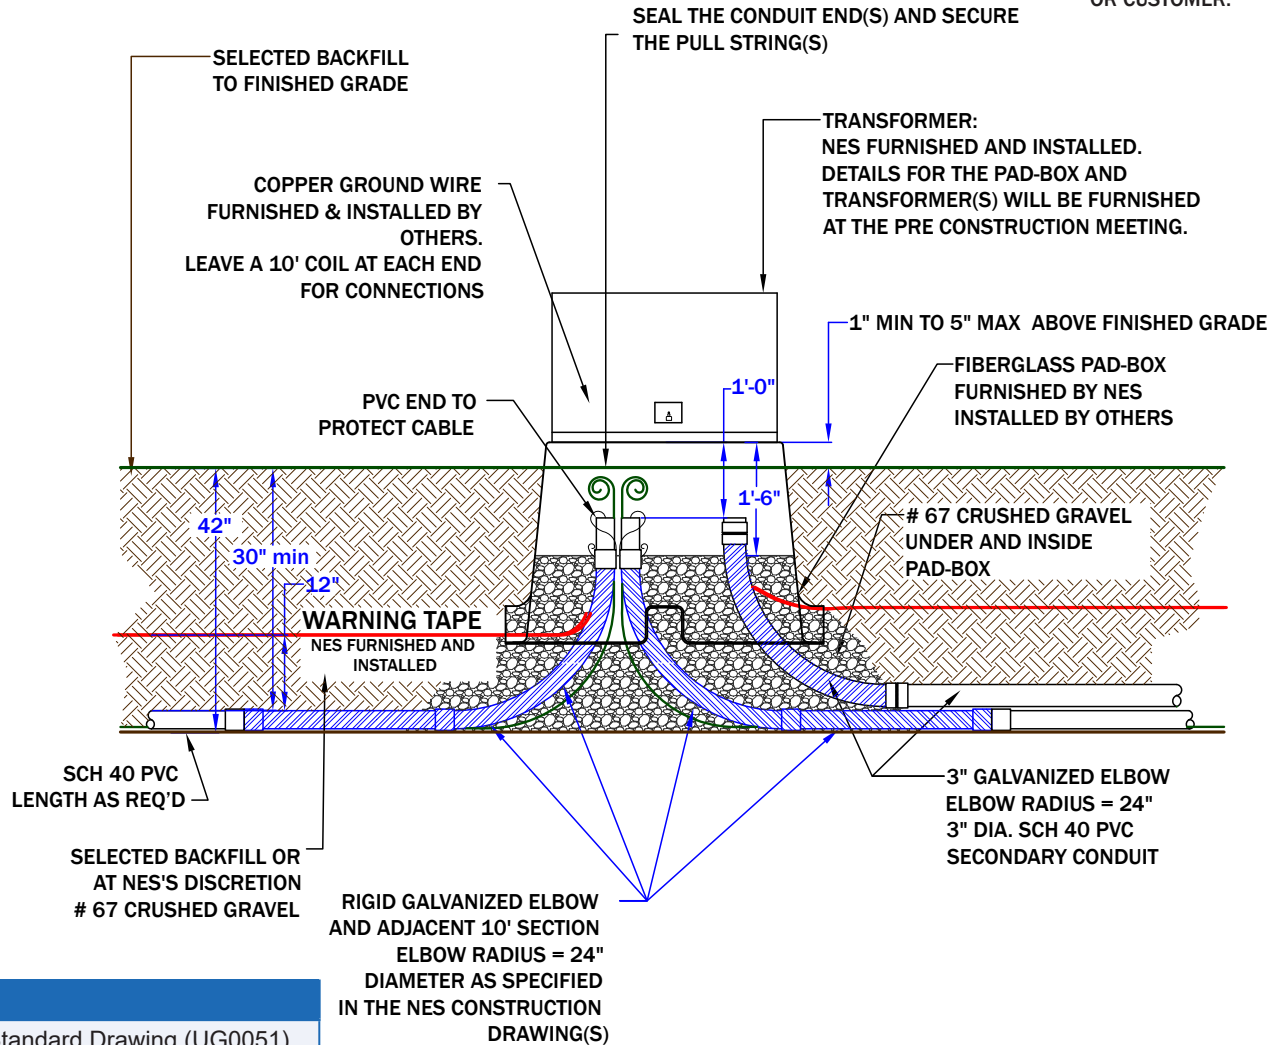 OR CUSTOMER.
SEAL THE CONDUIT END(S) AND SECURE
THE PULL STRING(S)
SELECTED BACKFILL
TO FINISHED GRADE
TRANSFORMER:
NES FURNISHED AND INSTALLED.
DETAILS FOR THE PAD-BOX AND
TRANSFORMER(S) WILL BE FURNISHED
AT THE PRE CONSTRUCTION MEETING.
COPPER GROUND WIRE
FURNISHED & INSTALLED BY
OTHERS.
LEAVE A 10' COIL AT EACH END
FOR CONNECTIONS
1" MIN TO 5" MAX ABOVE FINISHED GRADE
FIBERGLASS PAD-BOX
FURNISHED BY NES
INSTALLED BY OTHERS
1'-0"
PVC END TO
PROTECT CABLE
1'-6"
# 67 CRUSHED GRAVEL
UNDER AND INSIDE
PAD-BOX
42"
30" min
12"
WARNING TAPE
NES FURNISHED AND
INSTALLED
SCH 40 PVC
LENGTH AS REQ'D
3" GALVANIZED ELBOW
ELBOW RADIUS = 24"
3" DIA. SCH 40 PVC
SECONDARY CONDUIT
SELECTED BACKFILL OR
AT NES'S DISCRETION
# 67 CRUSHED GRAVEL
RIGID GALVANIZED ELBOW
AND ADJACENT 10' SECTION
ELBOW RADIUS = 24"
DIAMETER AS SPECIFIED
IN THE NES CONSTRUCTION
DRAWING(S)
Standard Drawing (UG0051)